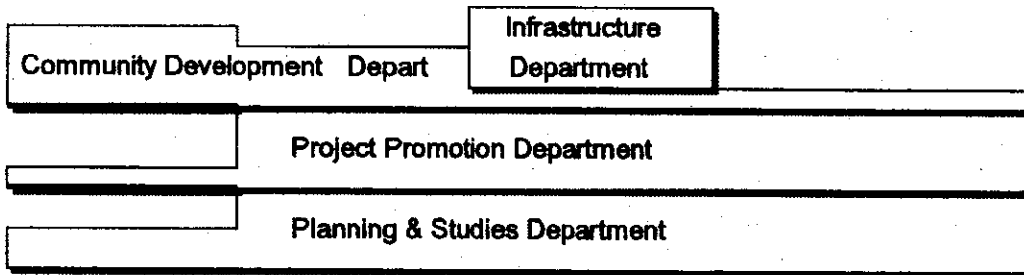 Infrastructure
Department
Community Development Depart
Project Promotion Department
Planning & Studies Department